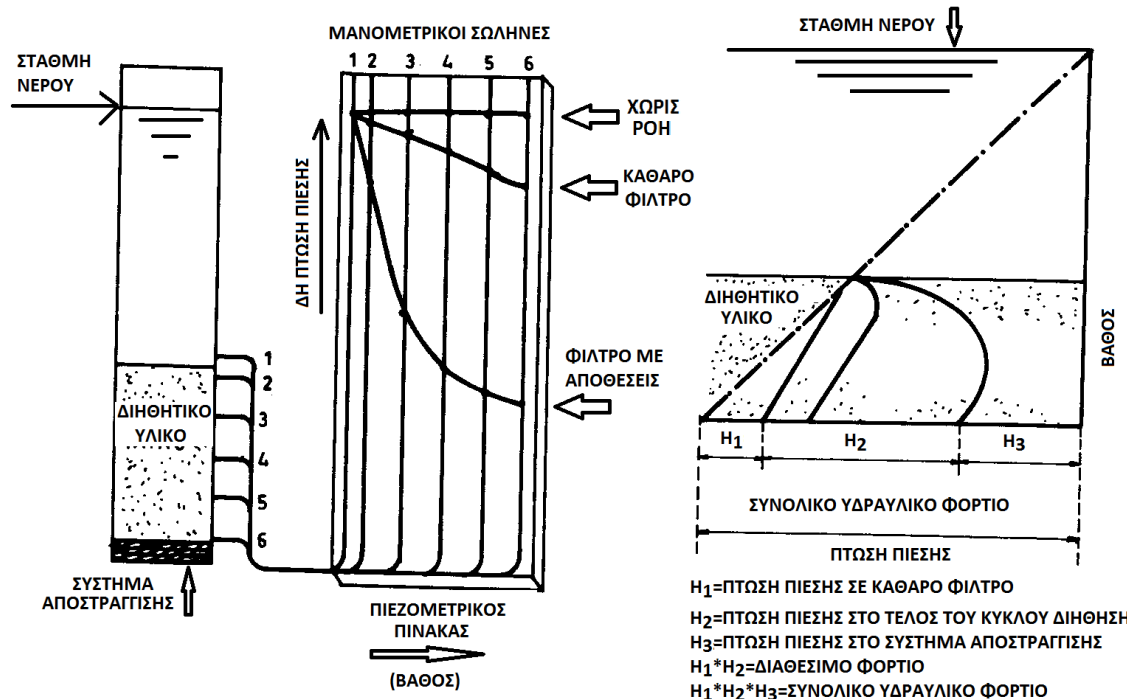 ΣΤΑΘΜΗ
ΝΕΡΟΥ
1
2
3
4
5
6
ΔΙΗΘΗΤΙΚΟ
ΥΛΙΚΟ
ΣΥΣΤΗΜΑ
ΑΠΟΣΤΡΑΓΓΙΣΗΣ
ΜΑΝΟΜΕΤΡΙΚΟΙ ΣΩΛΗΝΕΣ
1 2 3 4 5 6
ΔΗ ΠΤΩΣΗ ΠΙΕΣΗΣ
ΧΩΡΙΣ
ΡΟΗ
ΚΑΘΑΡΟ
ΦΙΛΤΡΟ
ΦΙΛΤΡΟ ΜΕ
ΑΠΟΘΕΣΕΙΣ
ΠΙΕΖΟΜΕΤΡΙΚΟΣ
ΠΙΝΑΚΑΣ
(ΒΑΘΟΣ)
ΣΤΑΘΜΗ ΝΕΡΟΥ
ΔΙΗΘΗΤΙΚΟ
ΥΛΙΚΟ
ΒΑΘΟΣ
H1 H2 H3
ΣΥΝΟΛΙΚΟ ΥΔΡΑΥΛΙΚΟ ΦΟΡΤΙΟ
ΠΤΩΣΗ ΠΙΕΣΗΣ
H1=ΠΤΩΣΗ ΠΙΕΣΗΣ ΣΕ ΚΑΘΑΡΟ ΦΙΛΤΡΟ
H2=ΠΤΩΣΗ ΠΙΕΣΗΣ ΣΤΟ ΤΕΛΟΣ ΤΟΥ ΚΥΚΛΟΥ ΔΙΗΘΗΣΗ
H3=ΠΤΩΣΗ ΠΙΕΣΗΣ ΣΤΟ ΣΥΣΤΗΜΑ ΑΠΟΣΤΡΑΓΓΙΣΗΣ
H1*H2=ΔΙΑΘΕΣΙΜΟ ΦΟΡΤΙΟ
H1*H2*H3=ΣΥΝΟΛΙΚΟ ΥΔΡΑΥΛΙΚΟ ΦΟΡΤΙΟ